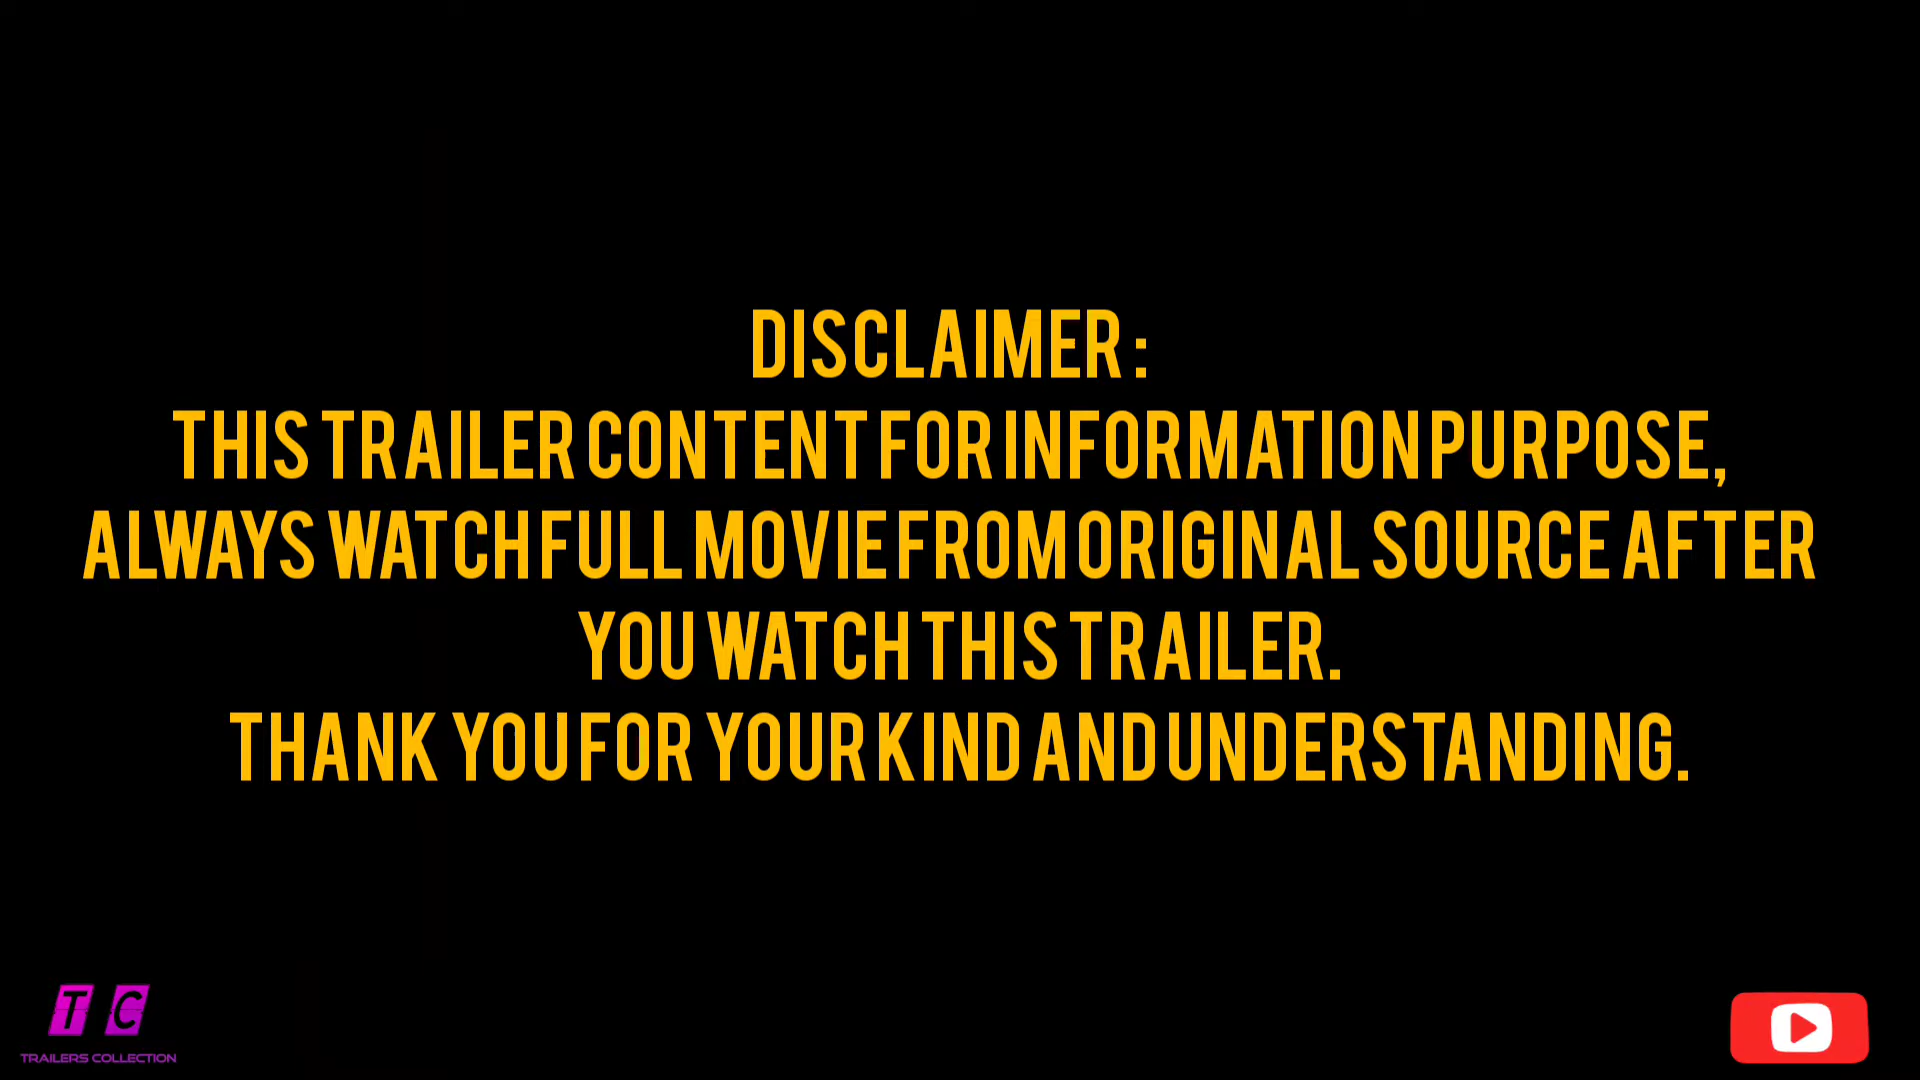 DISCLAIMER :
THIS TRAILER CONTENT FOR INFORMATION PURPOSE,
ALWAYS WATCH FULL MOVIE FROM ORIGINAL SOURCE AFTER
YOU WATCH THIS TRAILER.
THANK YOU FOR YOUR KIND AND UNDERSTANDING.
T C
TRAILERS COLLECTION